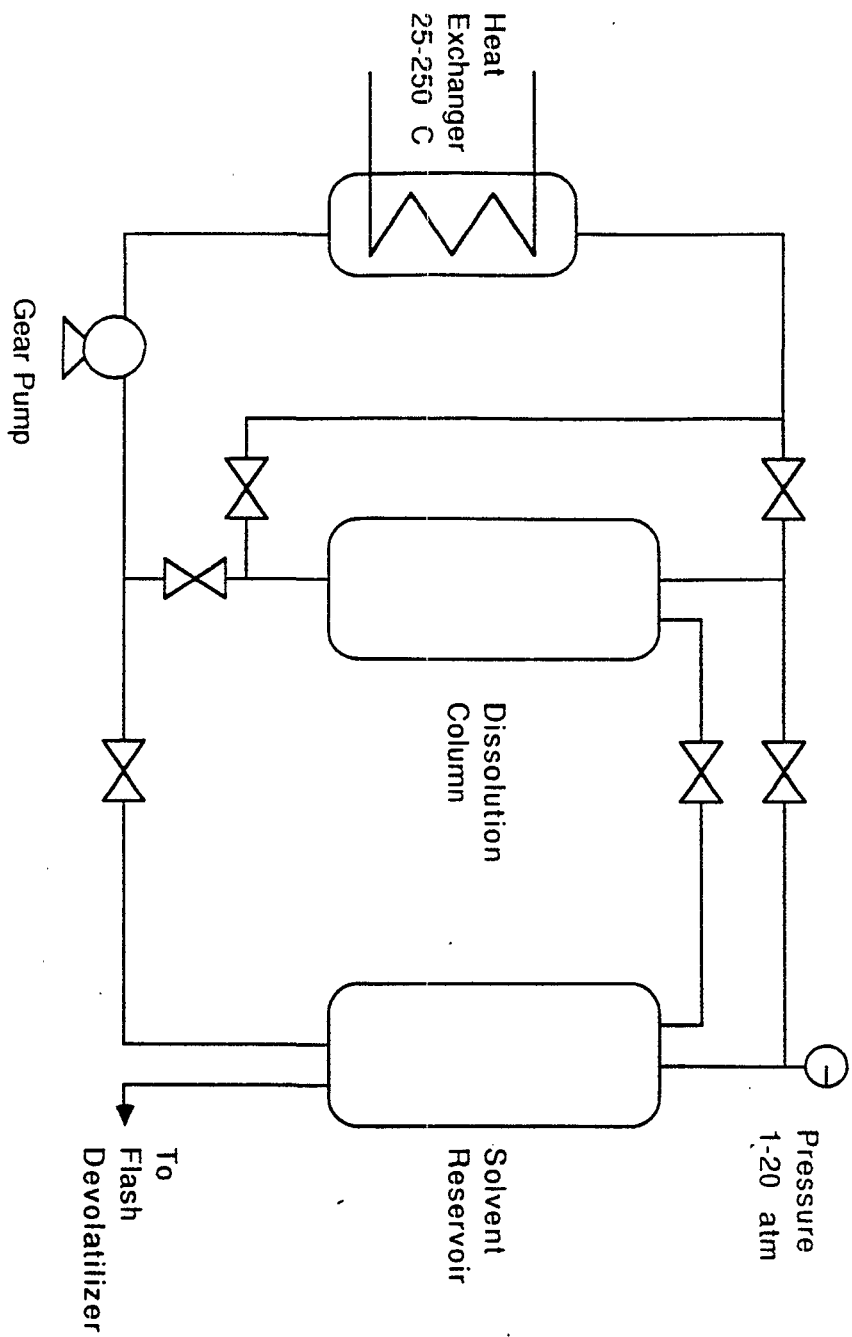 Heat
Exchanger
25-250 C
Gear Pump
Dissolution
Column
Pressure
1-20 atm
Solvent
Reservoir
To
Flash
Devolatilizer